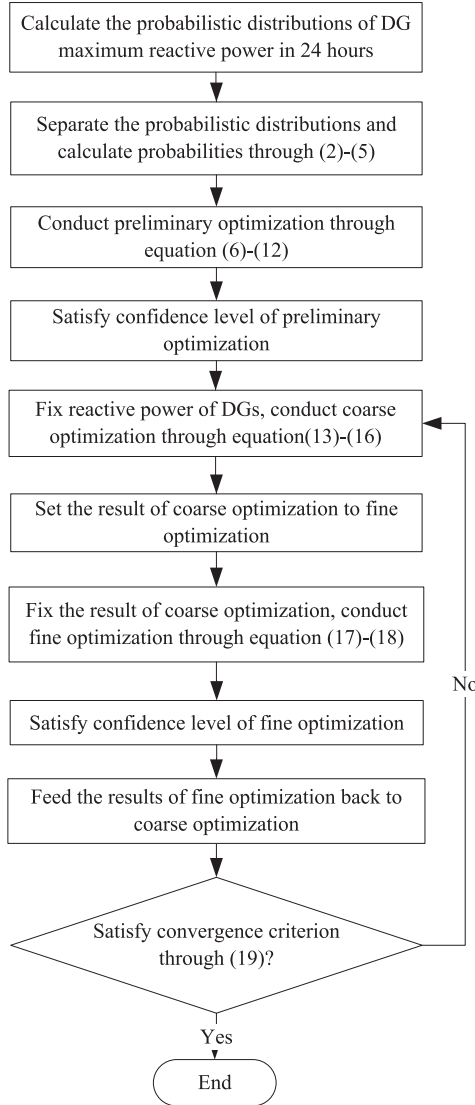 Calculate the probabilistic distributions of DG
maximum reactive power in 24 hours
Separate the probabilistic distributions and
calculate probabilities through (2)-(5)
Conduct preliminary optimization through
equation (6)-(12)
Satisfy confidence level of preliminary
optimization
Fix reactive power of DGs, conduct coarse
optimization through equation(13)-(16)
Set the result of coarse optimization to fine
optimization
Fix the result of coarse optimization, conduct
fine optimization through equation (17)-(18)
No
Satisfy confidence level of fine optimization
Feed the results of fine optimization back to
coarse optimization
Satisfy convergence criterion
through (19)?
Yes
End